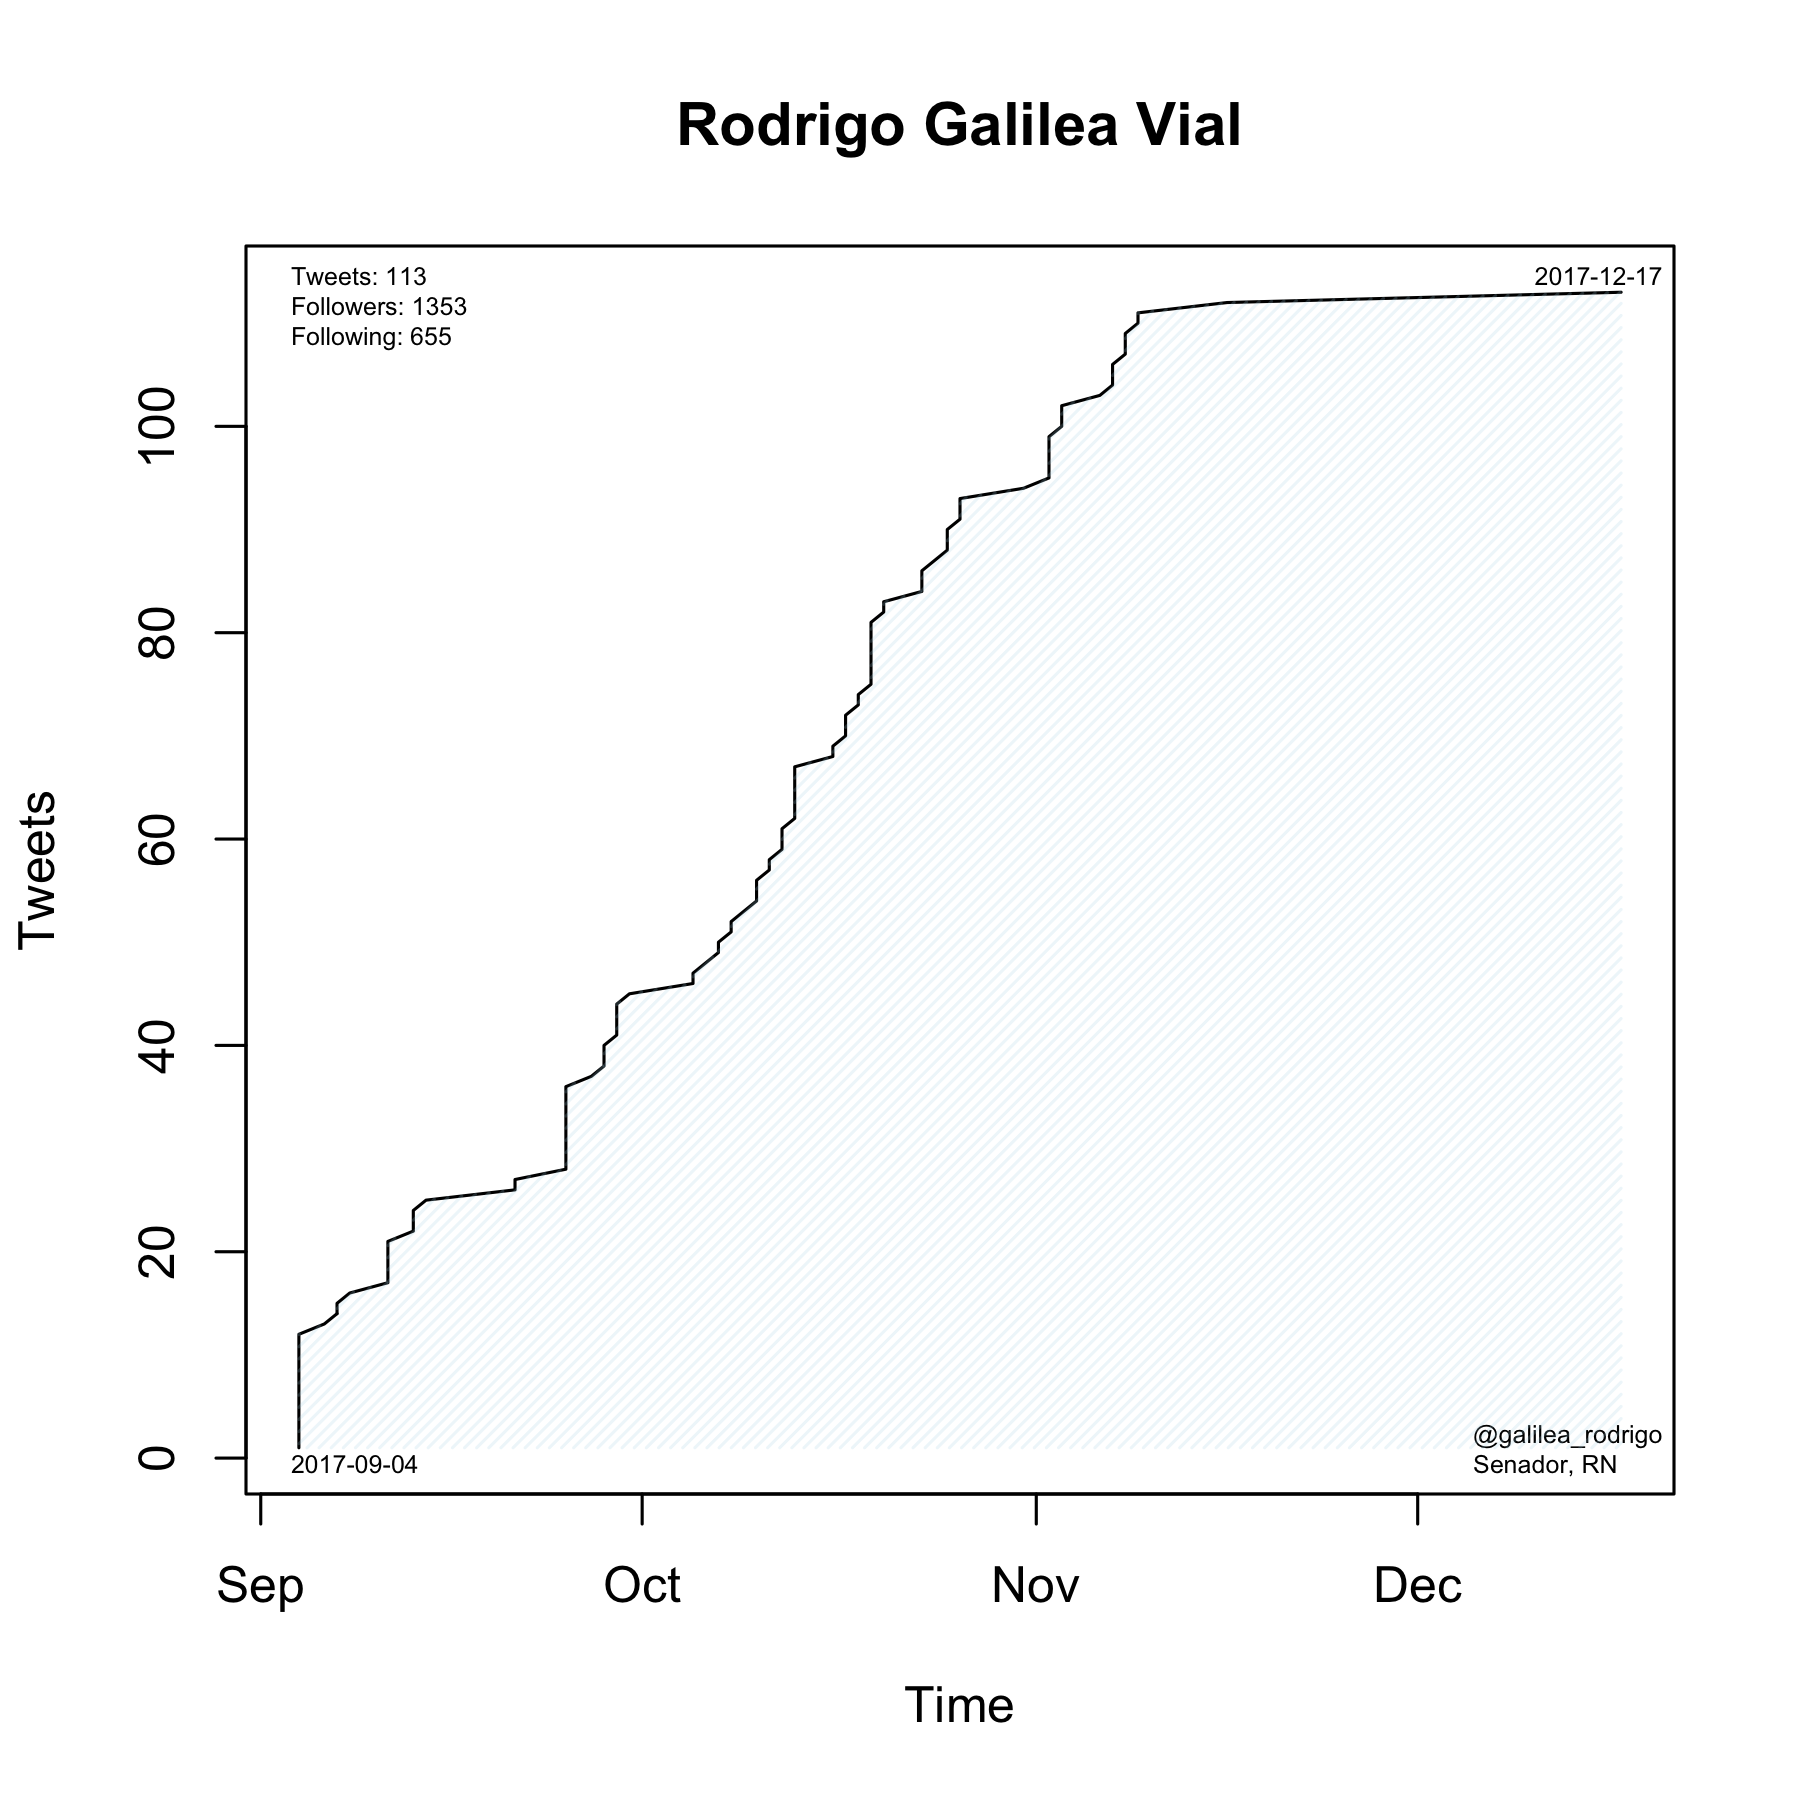 Rodrigo Galilea Vial
Tweets: 113
Followers: 1353
Following: 655
2017-12-17
Tweets
100
80
60
40
20
0
2017-09-04
@galilea_rodrigo
Senador, RN
Sep Oct Nov Dec
Time